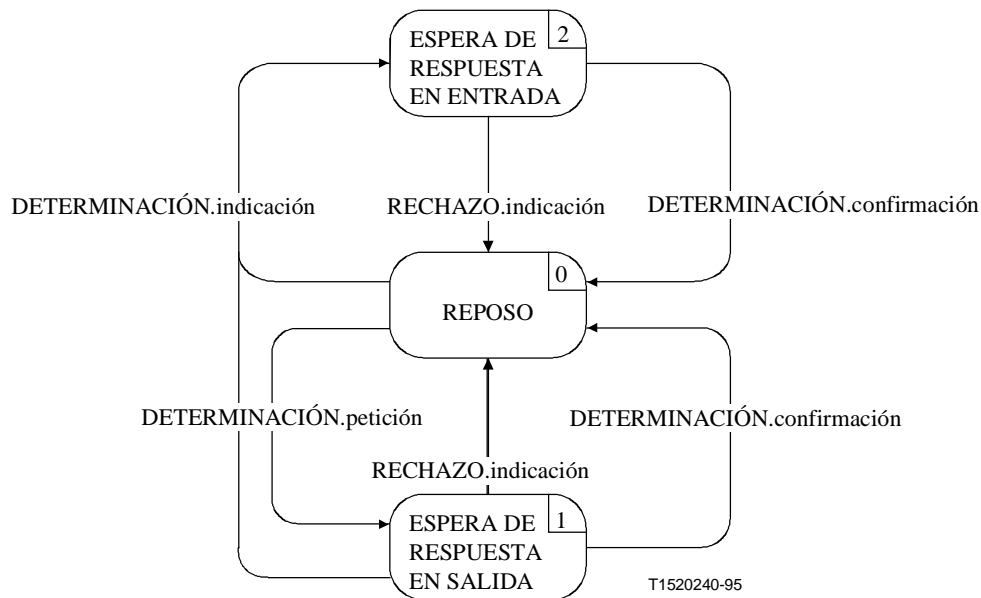 ESPERA DE
RESPUESTA
EN ENTRADA
2
DETERMINACIÓN.indicación
RECHAZO.indicación
DETERMINACIÓN.confirmación
0
REPOSO
DETERMINACIÓN.petición
DETERMINACIÓN.confirmación
RECHAZO.indicación
ESPERA DE
RESPUESTA
EN SALIDA
1
T1520240-95